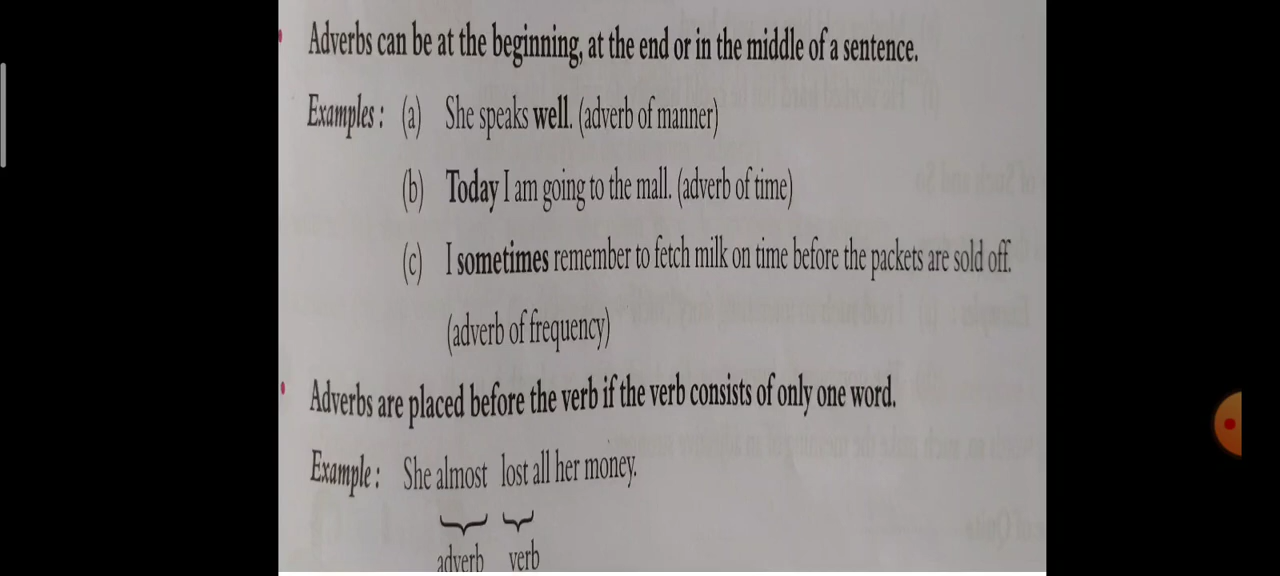 Adverbs can be at the beginning, at the end or in the middle of a sentence.
Examples : (a) She speaks well. (adverb of manner)
(b) Today I am going to the mall. (adverb of time)
(c) I sometimes remember to fetch milk on time before the packets are sold off.
(adverb of frequency)
Adverbs are placed before the verb if the verb consists of only one word.
Example : She almost lost all her money.
adverb verb